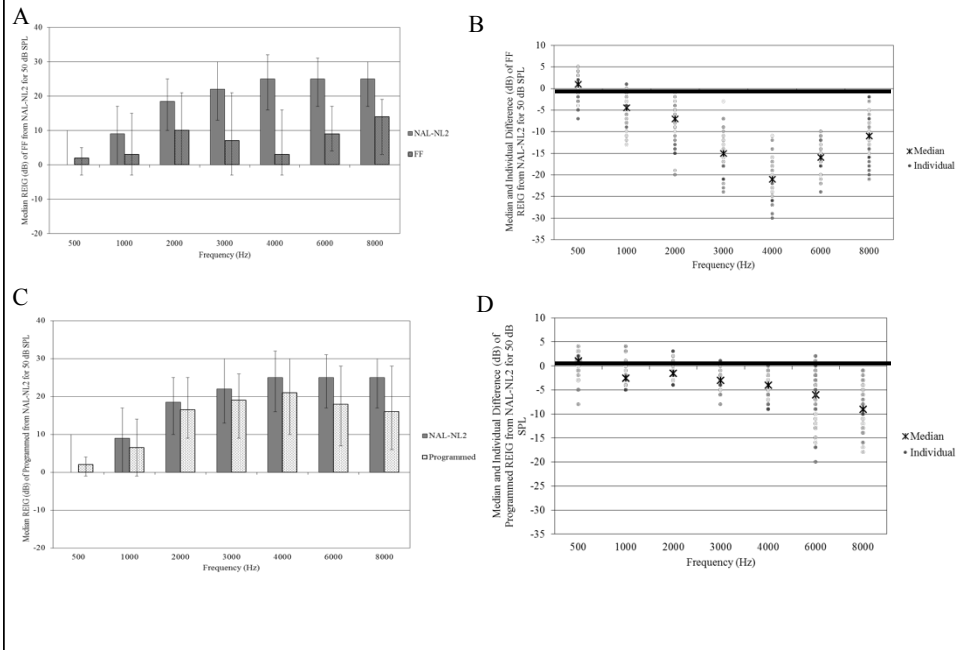 A
Median REIG (dB) of FF from NAL-NL2 for 50 dB SPL
40
30
20
10
0
-10
-20
500 1000 2000 3000 4000 6000 8000
Frequency (Hz)
NAL-NL2
FF
B
Median and Individual Difference (dB) of FF
REIG from NAL-NL2 for 50 dB SPL
10
5
0
-5
-10
-15
-20
-25
-30
-35
500 1000 2000 3000 4000 6000 8000
Frequency (Hz)
Median
Individual
C
Median REIG (dB) of Programmed from NAL-NL2 for 50 dB SPL
40
30
20
10
0
-10
-20
500 1000 2000 3000 4000 6000 8000
Frequency (Hz)
NAL-NL2
Programmed
D
Median and Individual Difference (dB) of
Programmed REIG from NAL-NL2 for 50 dB
SPL
10
5
0
-5
-10
-15
-20
-25
-30
-35
500 1000 2000 3000 4000 6000 8000
Frequency (Hz)
Median
Individual